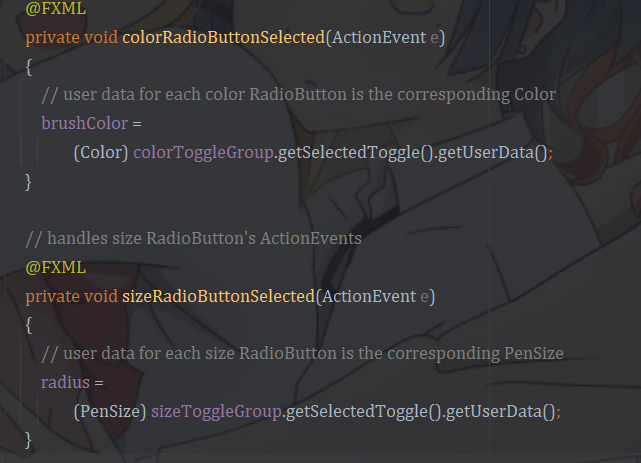 @FXML
private void colorRadioButtonSelected(ActionEvent e)
{
// user data for each color RadioButton is the corresponding Color
brushColor =
(Color) colorToggleGroup.getSelectedToggle().getUserData();
}
// handles size RadioButton's ActionEvents
@FXML
private void sizeRadioButtonSelected(ActionEvent e)
{
// user data for each size RadioButton is the corresponding PenSize
radius =
(PenSize) sizeToggleGroup.getSelectedToggle().getUserData();
}